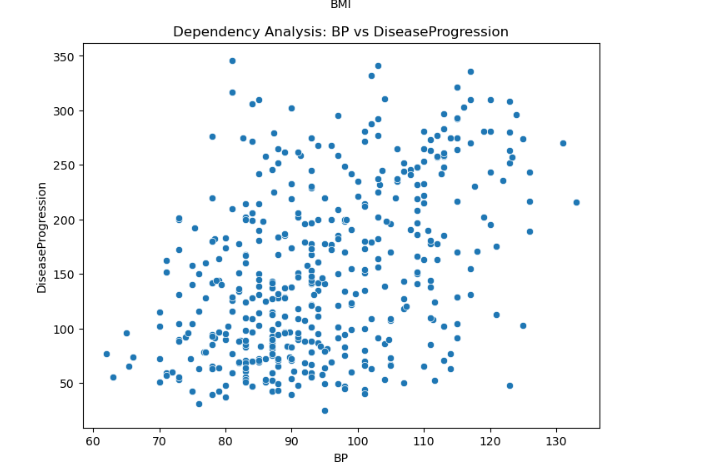 BMI
Dependency Analysis: BP vs DiseaseProgression
350
300
250
200
150
100
50
DiseaseProgression
60 70 80 90 100 110 120 130
BP